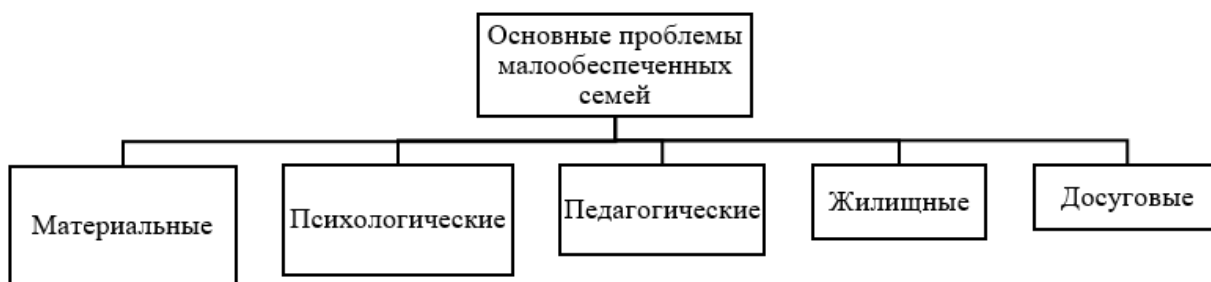 Основные проблемы
малообеспеченных
семей
Материальные
Психологические
Педагогические
Жилищные
Досуговые